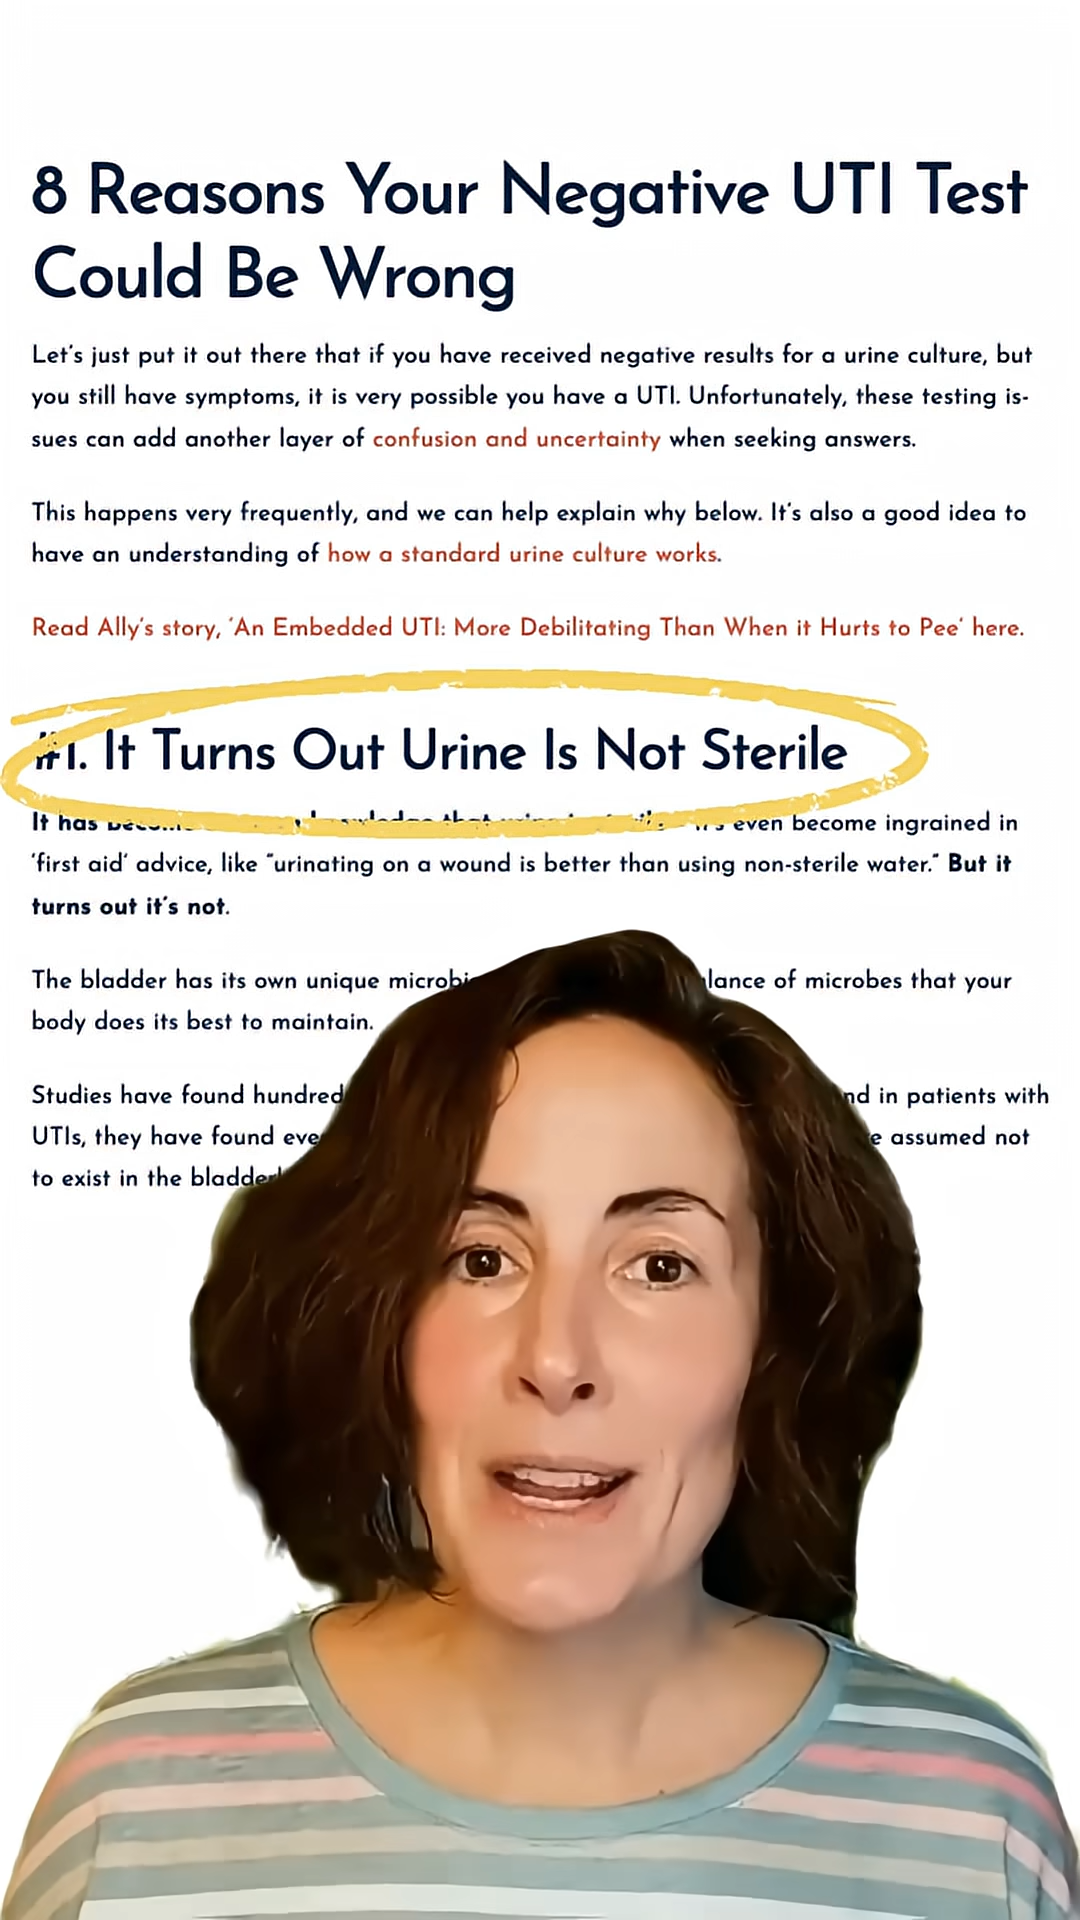 8 Reasons Your Negative UTI Test
Could Be Wrong
Let's just put it out there that if you have received negative results for a urine culture, but
you still have symptoms, it is very possible you have a UTI. Unfortunately, these testing is-
sues can add another layer of confusion and uncertainty when seeking answers.
This happens very frequently, and we can help explain why below. It's also a good idea to
have an understanding of how a standard urine culture works.
Read Ally's story, 'An Embedded UTI: More Debilitating Than When it Hurts to Pee' here.
#1. It Turns Out Urine Is Not Sterile
It has even become ingrained in
'first aid' advice, like "urinating on a wound is better than using non-sterile water." But it
turns out it's not.
The bladder has its own unique of microbes that your
body does its best to maintain.
Studies have found in patients with
UTIs, they have found assumed not
to exist in the